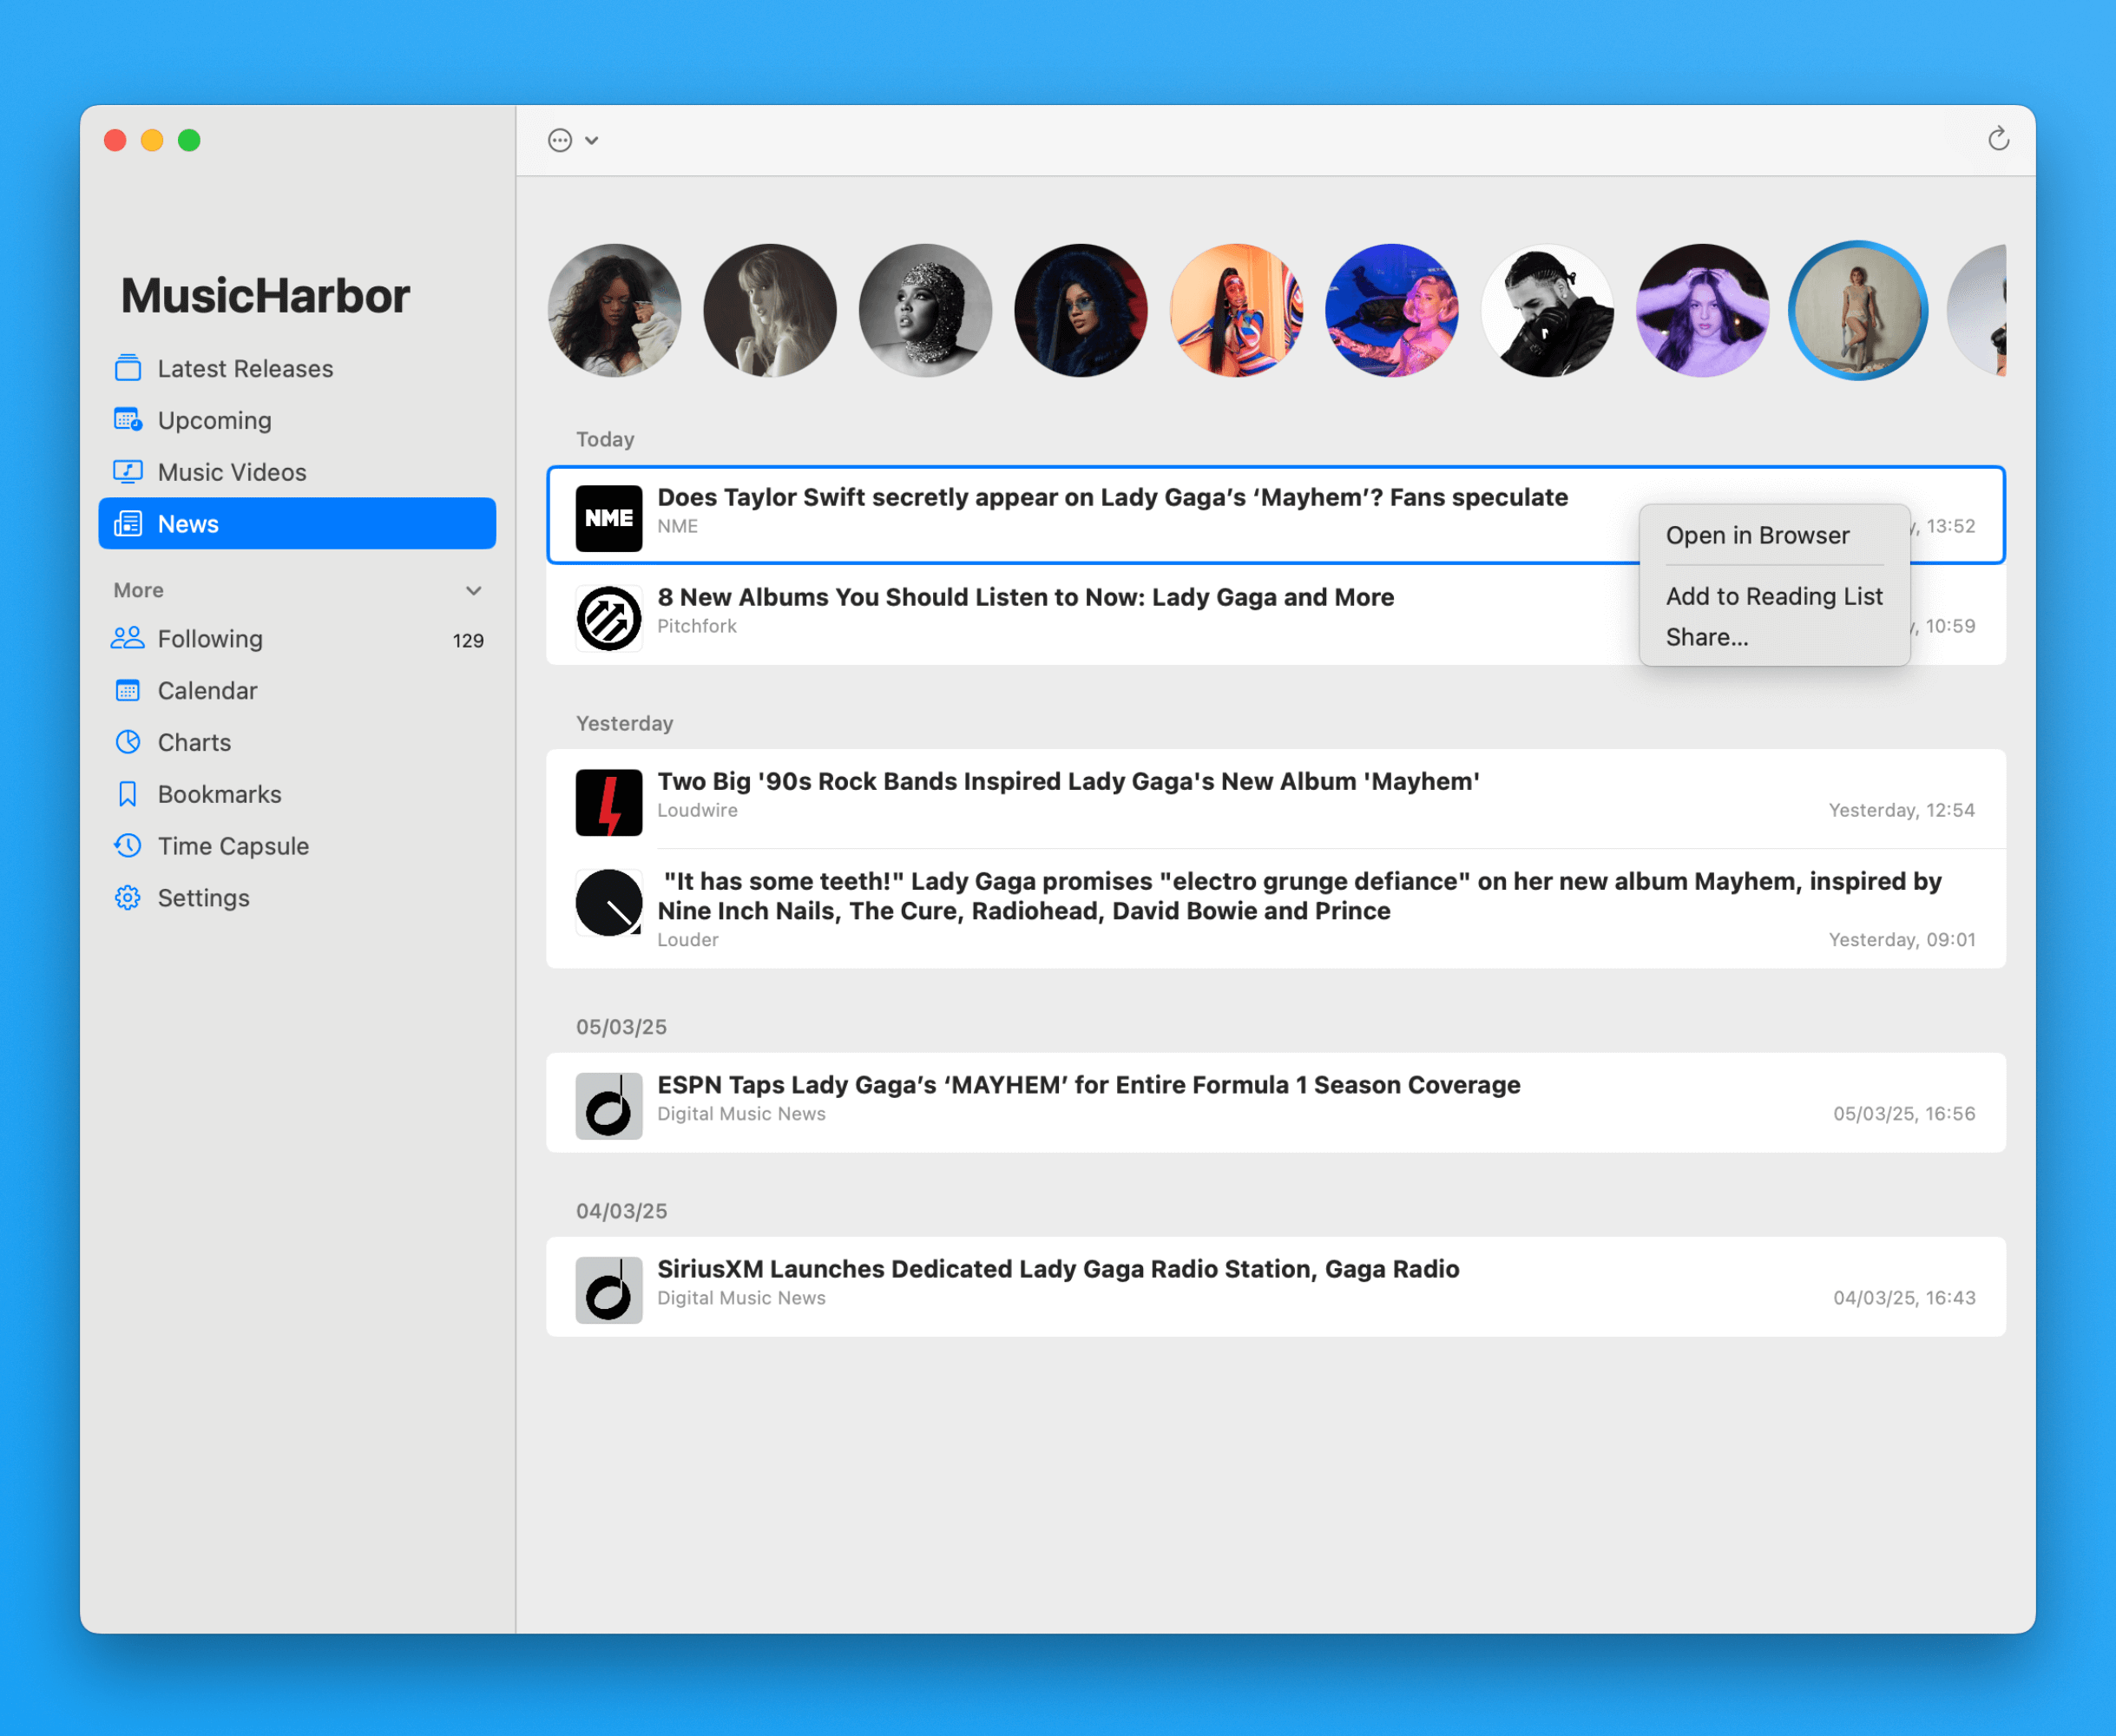 MusicHarbor
Latest Releases
Upcoming
Music Videos
News
More
Following
129
Calendar
Charts
Bookmarks
Time Capsule
Settings
Today
NME
Does Taylor Swift secretly appear on Lady Gaga’s ‘Mayhem’? Fans speculate
NME
13:52
8 New Albums You Should Listen to Now: Lady Gaga and More
Pitchfork
10:59
Open in Browser
Add to Reading List
Share...
Yesterday
Two Big '90s Rock Bands Inspired Lady Gaga's New Album 'Mayhem'
Loudwire
Yesterday, 12:54
"It has some teeth!" Lady Gaga promises "electro grunge defiance" on her new album Mayhem, inspired by
Nine Inch Nails, The Cure, Radiohead, David Bowie and Prince
Louder
Yesterday, 09:01
05/03/25
ESPN Taps Lady Gaga’s ‘MAYHEM’ for Entire Formula 1 Season Coverage
Digital Music News
05/03/25, 16:56
04/03/25
SiriusXM Launches Dedicated Lady Gaga Radio Station, Gaga Radio
Digital Music News
04/03/25, 16:43